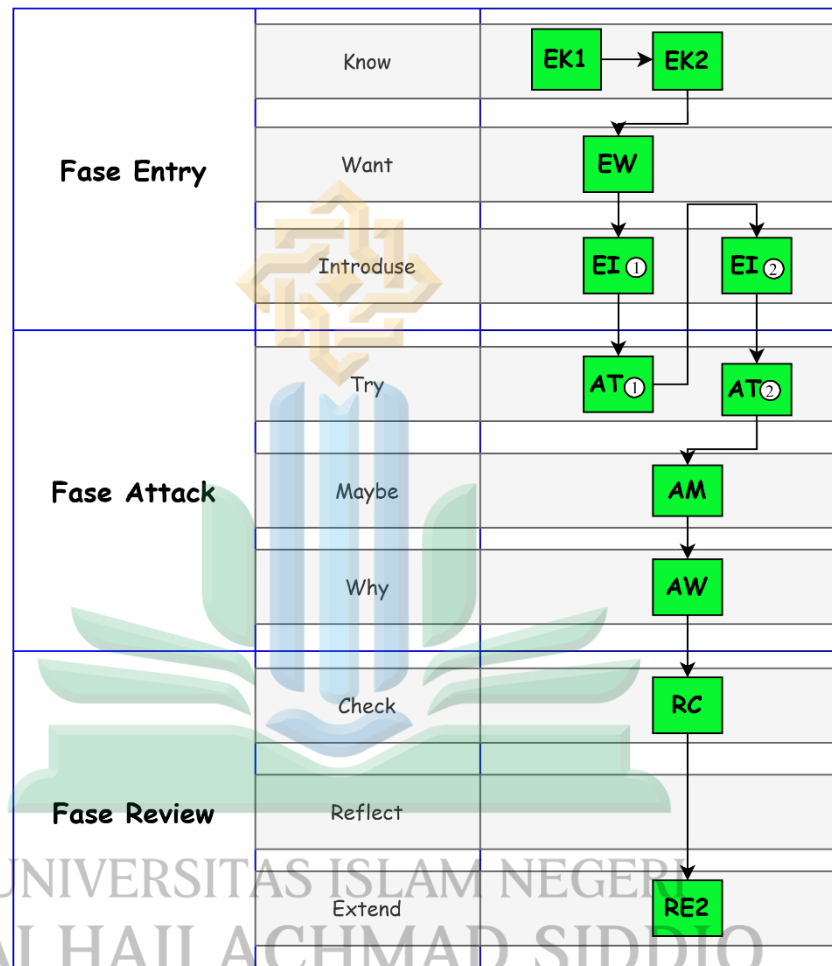 Know EK1 EK2
Fase Entry Want EW
Introduse EI ① EI ②
Try AT① AT②
Fase Attack Maybe AM
Why AW
Check RC
Fase Review Reflect
UNIVERSITAS ISLAM NEGERI
Extend RE2
HAJI ACHMAD SIDDIQ